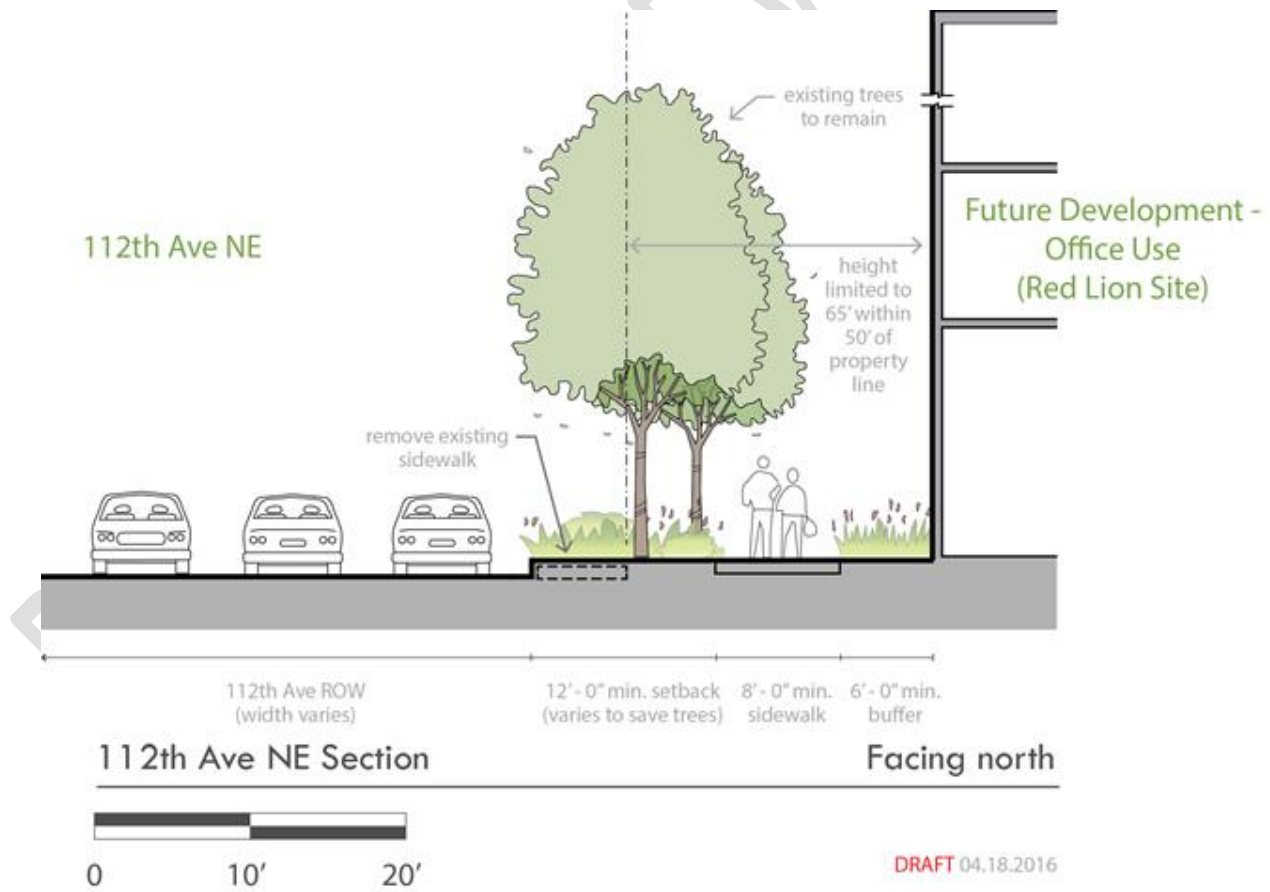 existing trees
to remain
112th Ave NE
Future Development -
Office Use
(Red Lion Site)
height
limited to
65' within
50' of
property
line
remove existing
sidewalk
112th Ave ROW
(width varies)
12' - 0" min. setback
(varies to save trees)
8' - 0" min.
sidewalk
6' - 0" min.
buffer
112th Ave NE Section
Facing north
0 10' 20'
DRAFT 04.18.2016